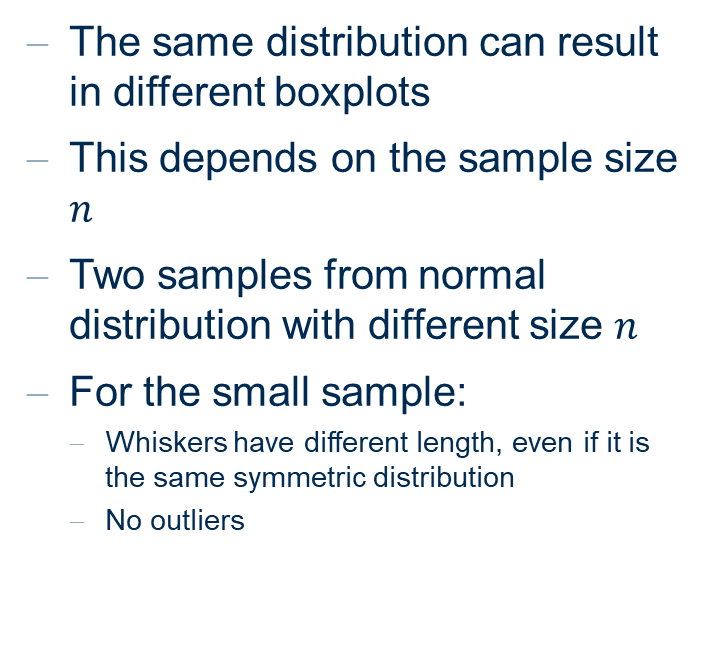 – The same distribution can result
in different boxplots
– This depends on the sample size
n
– Two samples from normal
distribution with different size n
– For the small sample:
– Whiskers have different length, even if it is
the same symmetric distribution
– No outliers